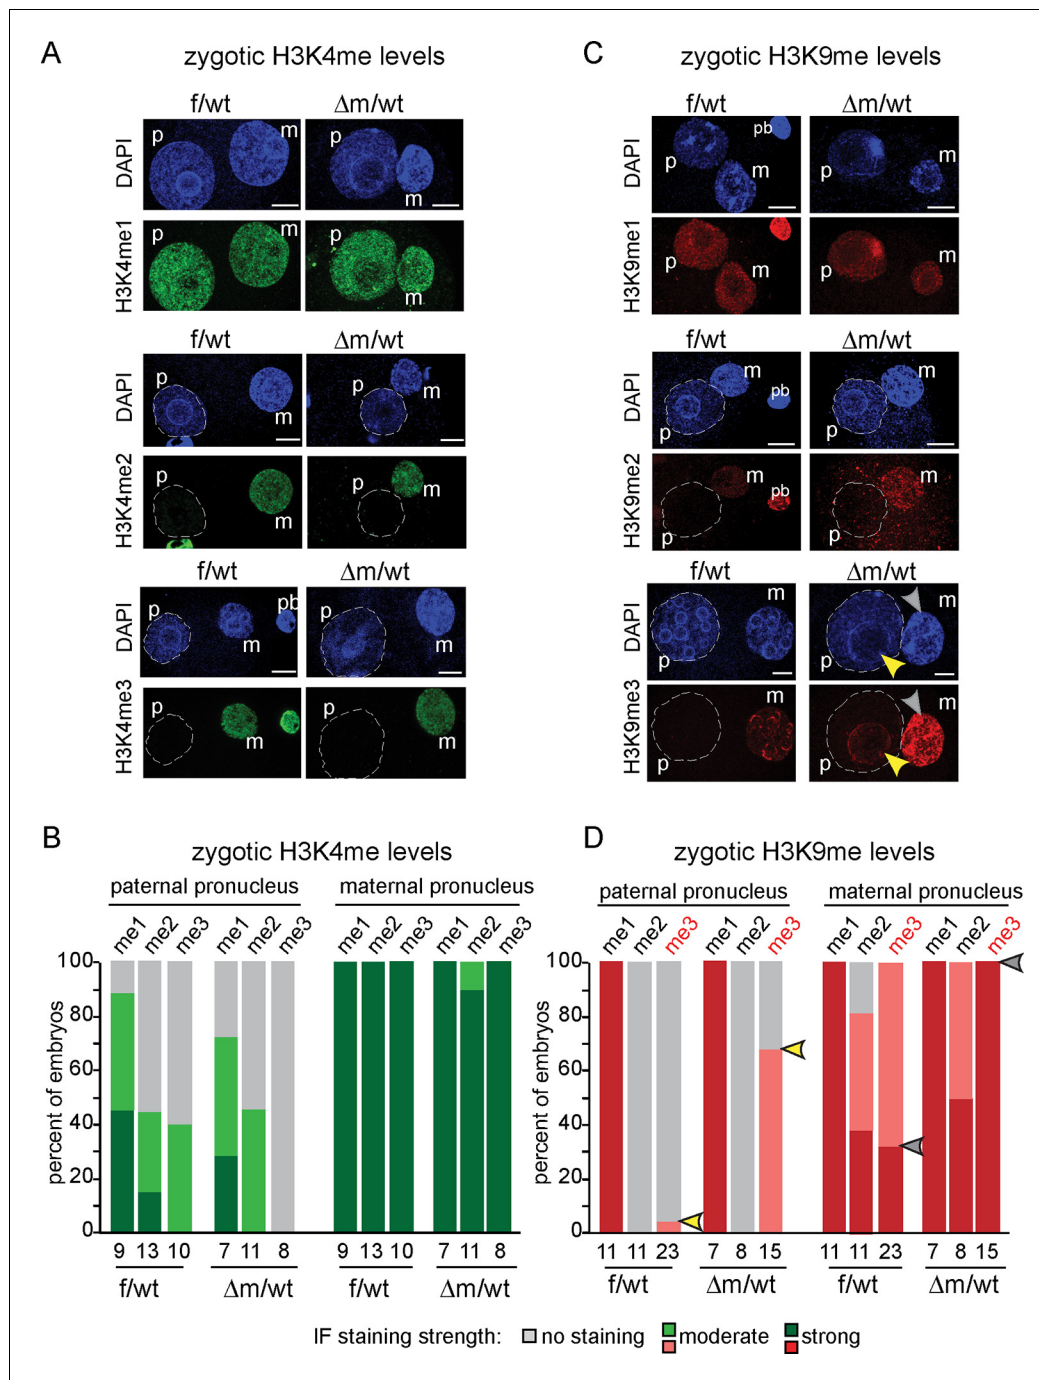 A
zygotic H3K4me levels
f/wt Δm/wt
DAPI
p m p m
H3K4me1
p m p m
f/wt Δm/wt
DAPI
p m p m
H3K4me2
p m p m
f/wt Δm/wt
DAPI
p m pb p m
H3K4me3
p m p m
C
zygotic H3K9me levels
f/wt Δm/wt
DAPI
p m pb p m
H3K9me1
p m p m
f/wt Δm/wt
DAPI
p m pb p m
H3K9me2
p m pb p m
f/wt Δm/wt
DAPI
p m p m
H3K9me3
p m p m
B
zygotic H3K4me levels
paternal pronucleus maternal pronucleus
me1 me2 me3 me1 me2 me3 me1 me2 me3 me1 me2 me3
percent of embryos
100
80
60
40
20
0
9 13 10 7 11 8 9 13 10 7 11 8
f/wt Δm/wt f/wt Δm/wt
D
zygotic H3K9me levels
paternal pronucleus maternal pronucleus
me1 me2 me3 me1 me2 me3 me1 me2 me3 me1 me2 me3
percent of embryos
100
80
60
40
20
0
11 11 23 7 8 15 11 11 23 7 8 15
f/wt Δm/wt f/wt Δm/wt
IF staining strength: no staining moderate strong